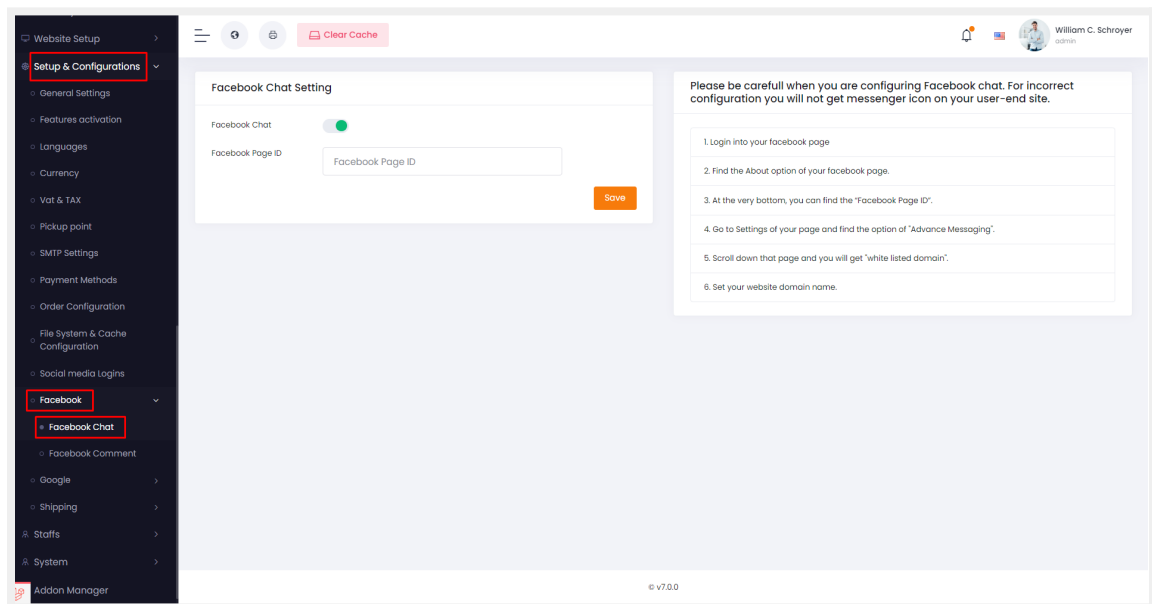 Website Setup
Setup & Configurations
General Settings
Features activation
Languages
Currency
Vat & TAX
Pickup point
SMTP Settings
Payment Methods
Order Configuration
File System & Cache
Configuration
Social media Logins
Facebook
Facebook Chat
Facebook Comment
Google
Shipping
Staffs
System
Addon Manager
Clear Cache
William C. Schroyer
admin
Facebook Chat Setting
Facebook Chat
Facebook Page ID
Facebook Page ID
Save
Please be carefull when you are configuring Facebook chat. For incorrect
configuration you will not get messenger icon on your user-end site.
1. Login into your facebook page
2. Find the About option of your facebook page.
3. At the very bottom, you can find the “Facebook Page ID”.
4. Go to Settings of your page and find the option of "Advance Messaging".
5. Scroll down that page and you will get "white listed domain".
6. Set your website domain name.
© v7.0.0